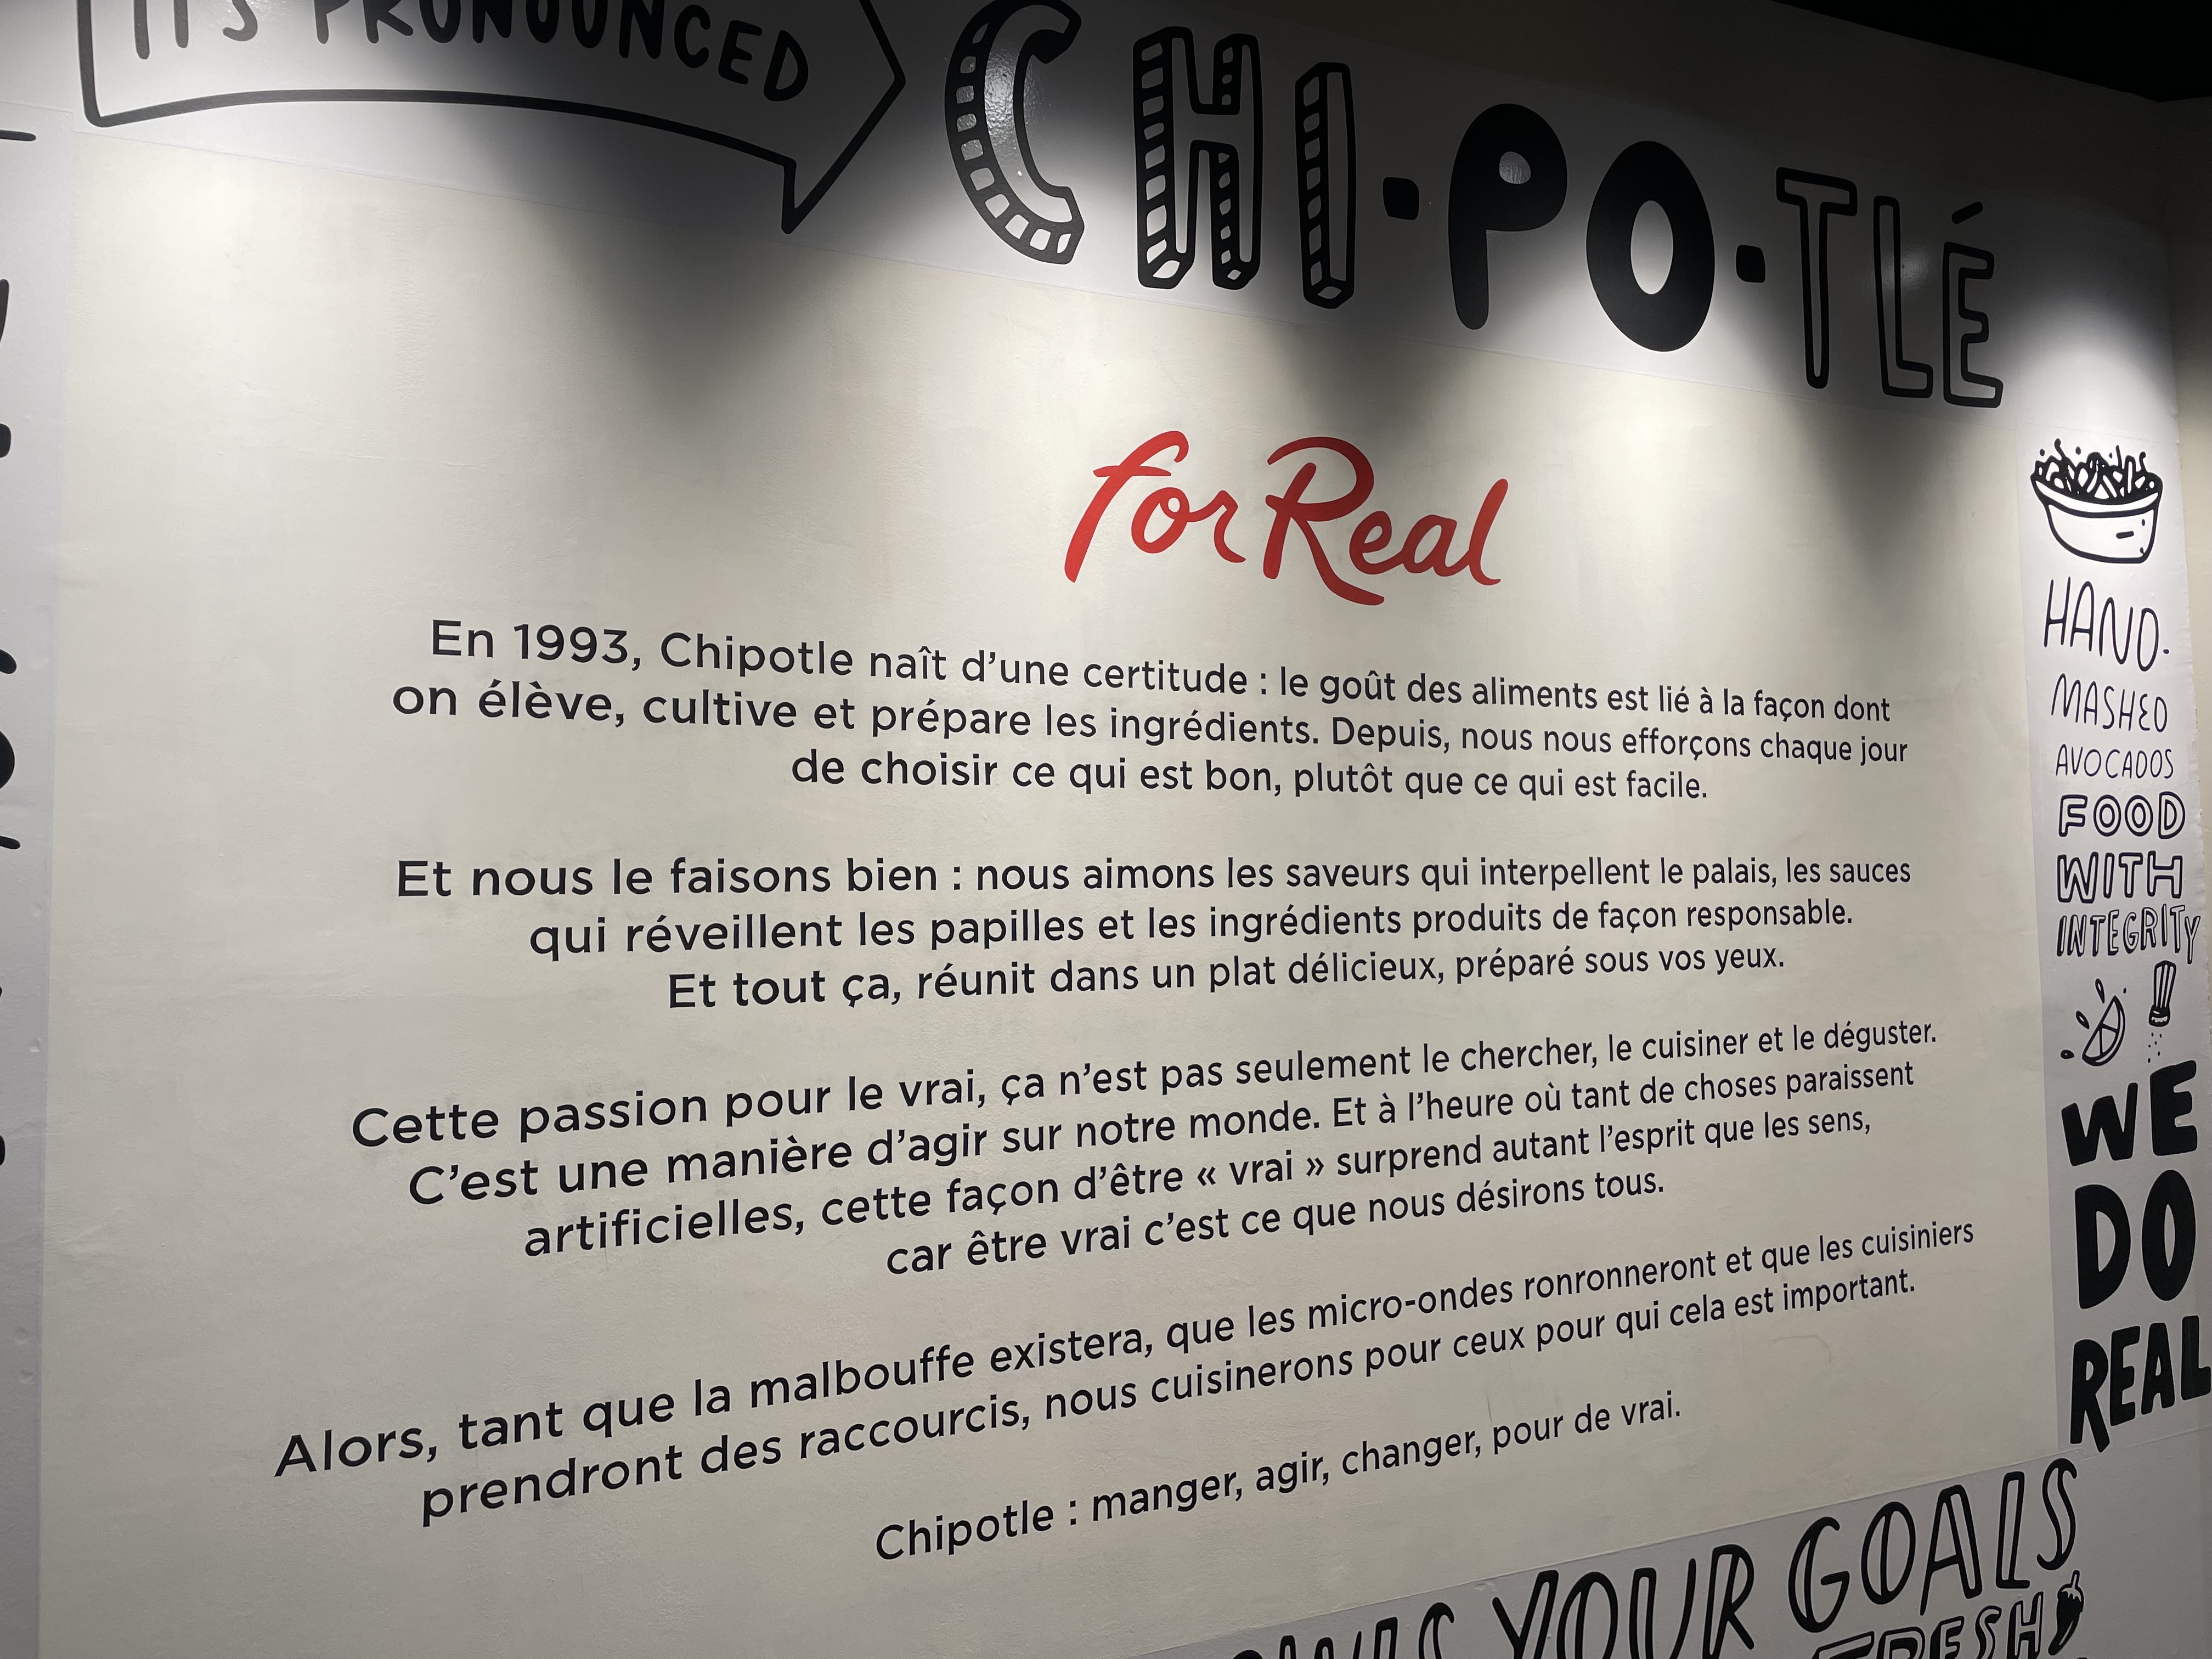 IT'S PRONOUNCED
CHI-PO-TLÉ
for Real
En 1993, Chipotle naît d'une certitude : le goût des aliments est lié à la façon dont
on élève, cultive et prépare les ingrédients. Depuis, nous nous efforçons chaque jour
de choisir ce qui est bon, plutôt que ce qui est facile.
Et nous le faisons bien : nous aimons les saveurs qui interpellent le palais, les sauces
qui réveillent les papilles et les ingrédients produits de façon responsable.
Et tout ça, réunit dans un plat délicieux, préparé sous vos yeux.
Cette passion pour le vrai, ça n'est pas seulement le chercher, le cuisiner et le déguster.
C'est une manière d'agir sur notre monde. Et à l'heure où tant de choses paraissent
artificielles, cette façon d'être « vrai » surprend autant l'esprit que les sens,
car être vrai c'est ce que nous désirons tous.
Alors, tant que la malbouffe existera, que les micro-ondes ronronneront et que les cuisiniers
prendront des raccourcis, nous cuisinerons pour ceux pour qui cela est important.
Chipotle : manger, agir, changer, pour de vrai.
HAND-
MASHED
AVOCADOS
FOOD
WITH
INTEGRITY
WE
DO
REAL
YOUR GOALS
FRESH